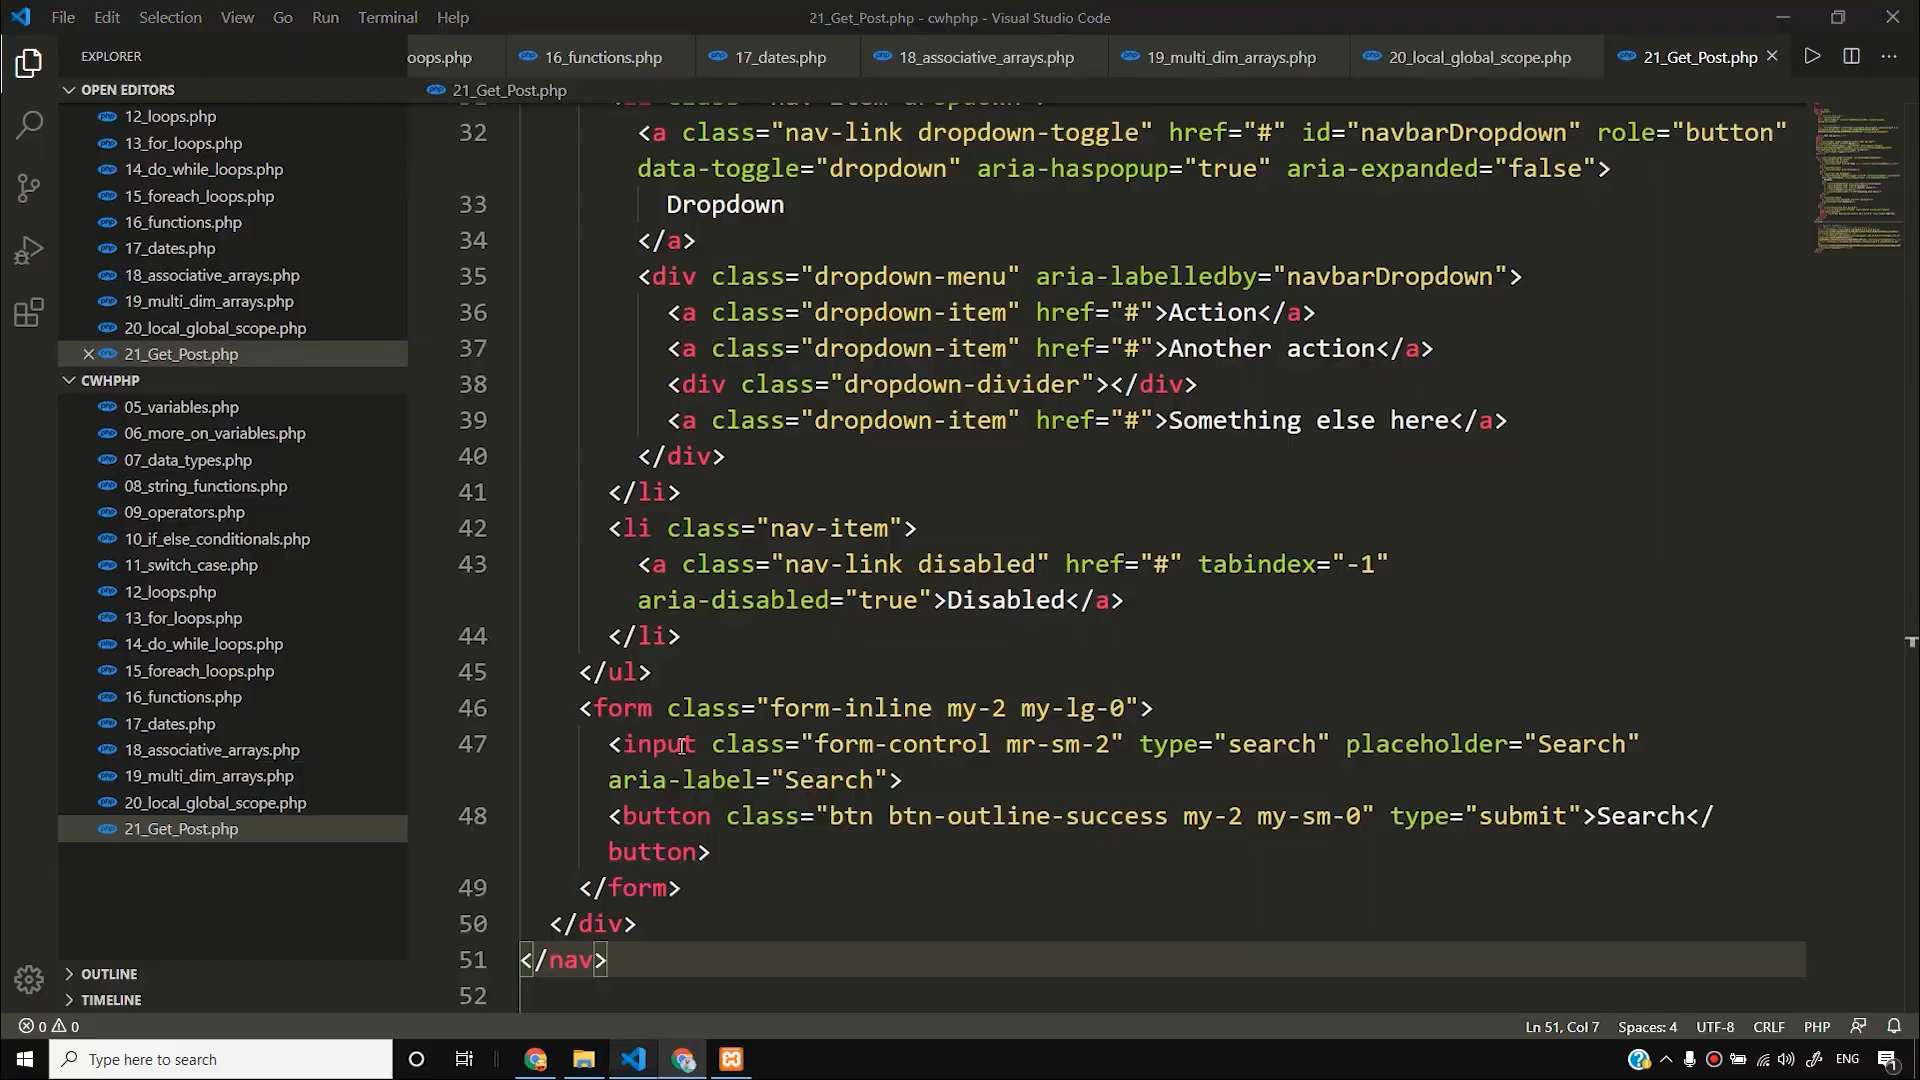 File Edit Selection View Go Run Terminal Help
21_Get_Post.php - cwhphp - Visual Studio Code
EXPLORER
oops.php 16_functions.php 17_dates.php 18_associative_arrays.php 19_multi_dim_arrays.php 20_local_global_scope.php 21_Get_Post.php
OPEN EDITORS
12_loops.php
13_for_loops.php
14_do_while_loops.php
15_foreach_loops.php
16_functions.php
17_dates.php
18_associative_arrays.php
19_multi_dim_arrays.php
20_local_global_scope.php
21_Get_Post.php
CWHPHP
05_variables.php
06_more_on_variables.php
07_data_types.php
08_string_functions.php
09_operators.php
10_if_else_conditionals.php
11_switch_case.php
12_loops.php
13_for_loops.php
14_do_while_loops.php
15_foreach_loops.php
16_functions.php
17_dates.php
18_associative_arrays.php
19_multi_dim_arrays.php
20_local_global_scope.php
21_Get_Post.php
OUTLINE
TIMELINE
21_Get_Post.php
32 <a class="nav-link dropdown-toggle" href="#" id="navbarDropdown" role="button"
data-toggle="dropdown" aria-haspopup="true" aria-expanded="false">
33 Dropdown
34 </a>
35 <div class="dropdown-menu" aria-labelledby="navbarDropdown">
36 <a class="dropdown-item" href="#">Action</a>
37 <a class="dropdown-item" href="#">Another action</a>
38 <div class="dropdown-divider"></div>
39 <a class="dropdown-item" href="#">Something else here</a>
40 </div>
41 </li>
42 <li class="nav-item">
43 <a class="nav-link disabled" href="#" tabindex="-1"
aria-disabled="true">Disabled</a>
44 </li>
45 </ul>
46 <form class="form-inline my-2 my-lg-0">
47 <input class="form-control mr-sm-2" type="search" placeholder="Search"
aria-label="Search">
48 <button class="btn btn-outline-success my-2 my-sm-0" type="submit">Search</
button>
49 </form>
50 </div>
51 </nav>
52
0 0
Ln 51, Col 7 Spaces: 4 UTF-8 CRLF PHP
Type here to search
ENG
1